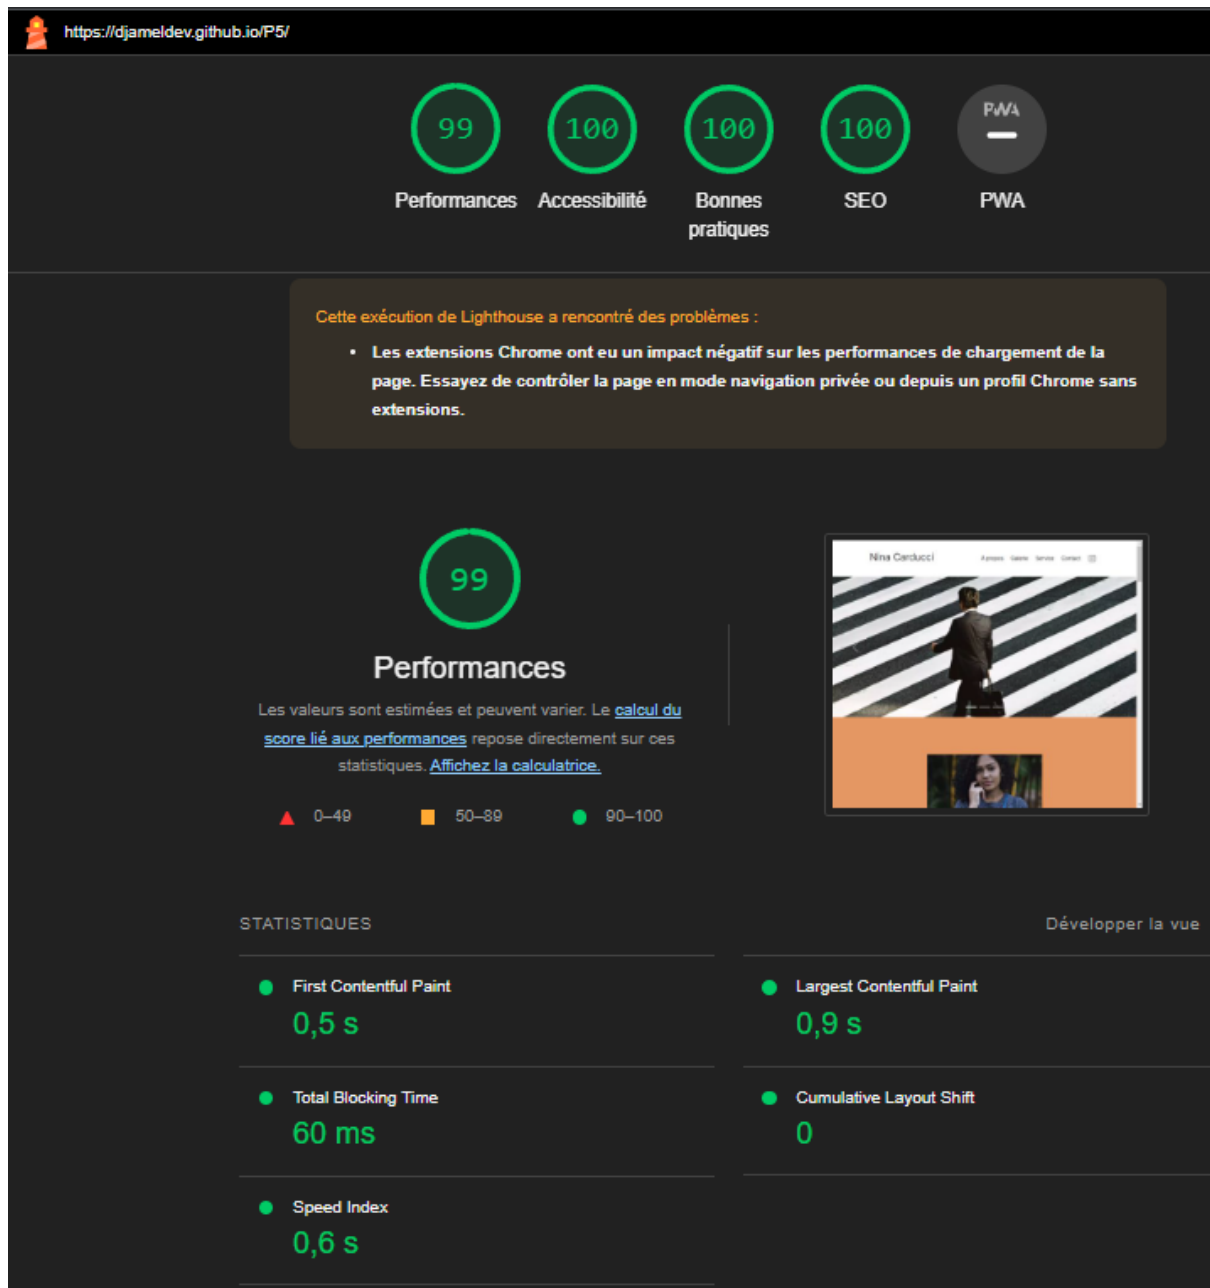 https://djameldev.github.io/P5/
99
100
100
100
PWA
Performances
Accessibilité
Bonnes
pratiques
SEO
PWA
Cette exécution de Lighthouse a rencontré des problèmes :
• Les extensions Chrome ont eu un impact négatif sur les performances de chargement de la
page. Essayez de contrôler la page en mode navigation privée ou depuis un profil Chrome sans
extensions.
99
Performances
Les valeurs sont estimées et peuvent varier. Le calcul du
score lié aux performances repose directement sur ces
statistiques. Affichez la calculatrice.
0–49
50–89
90–100
Nina Carducci
A propos Galerie Service Contact
STATISTIQUES
Développer la vue
First Contentful Paint
0,5 s
Largest Contentful Paint
0,9 s
Total Blocking Time
60 ms
Cumulative Layout Shift
0
Speed Index
0,6 s